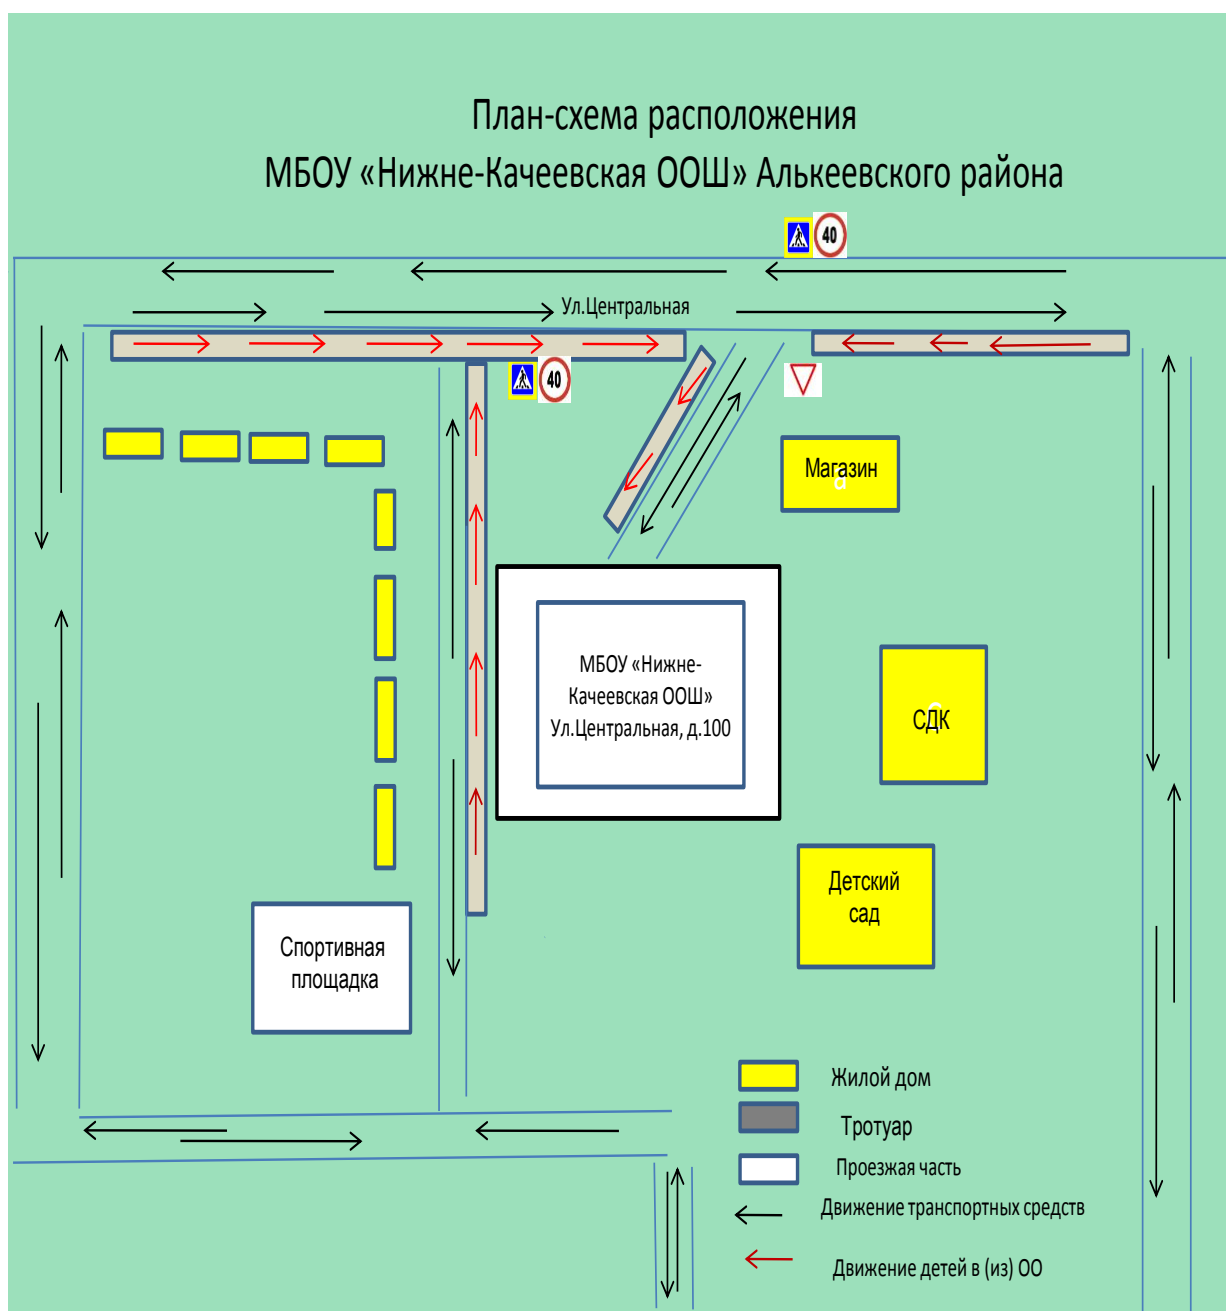 План-схема расположения
МБОУ «Нижне-Качеевская ООШ» Алькеевского района
40
Ул.Центральная
40
Магазин
МБОУ «Нижне-
Качеевская ООШ»
Ул.Центральная, д.100
СДК
Детский
сад
Спортивная
площадка
Жилой дом
Тротуар
Проезжая часть
Движение транспортных средств
Движение детей в (из) ОО